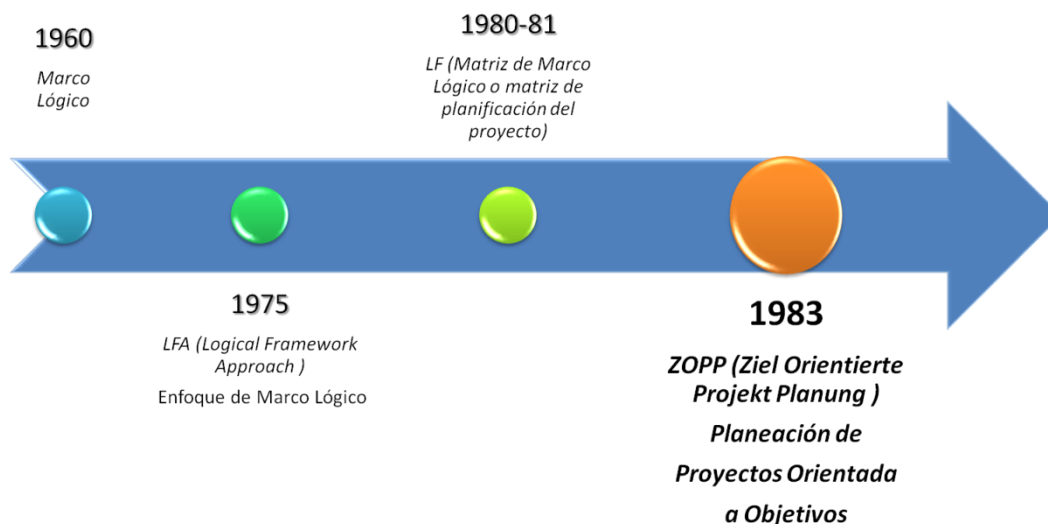 1960
Marco
Lógico
1975
LFA (Logical Framework
Approach )
Enfoque de Marco Lógico
1980-81
LF (Matriz de Marco
Lógico o matriz de
planificación del
proyecto)
1983
ZOPP (Ziel Orientierte
Projekt Planung )
Planeación de
Proyectos Orientada
a Objetivos